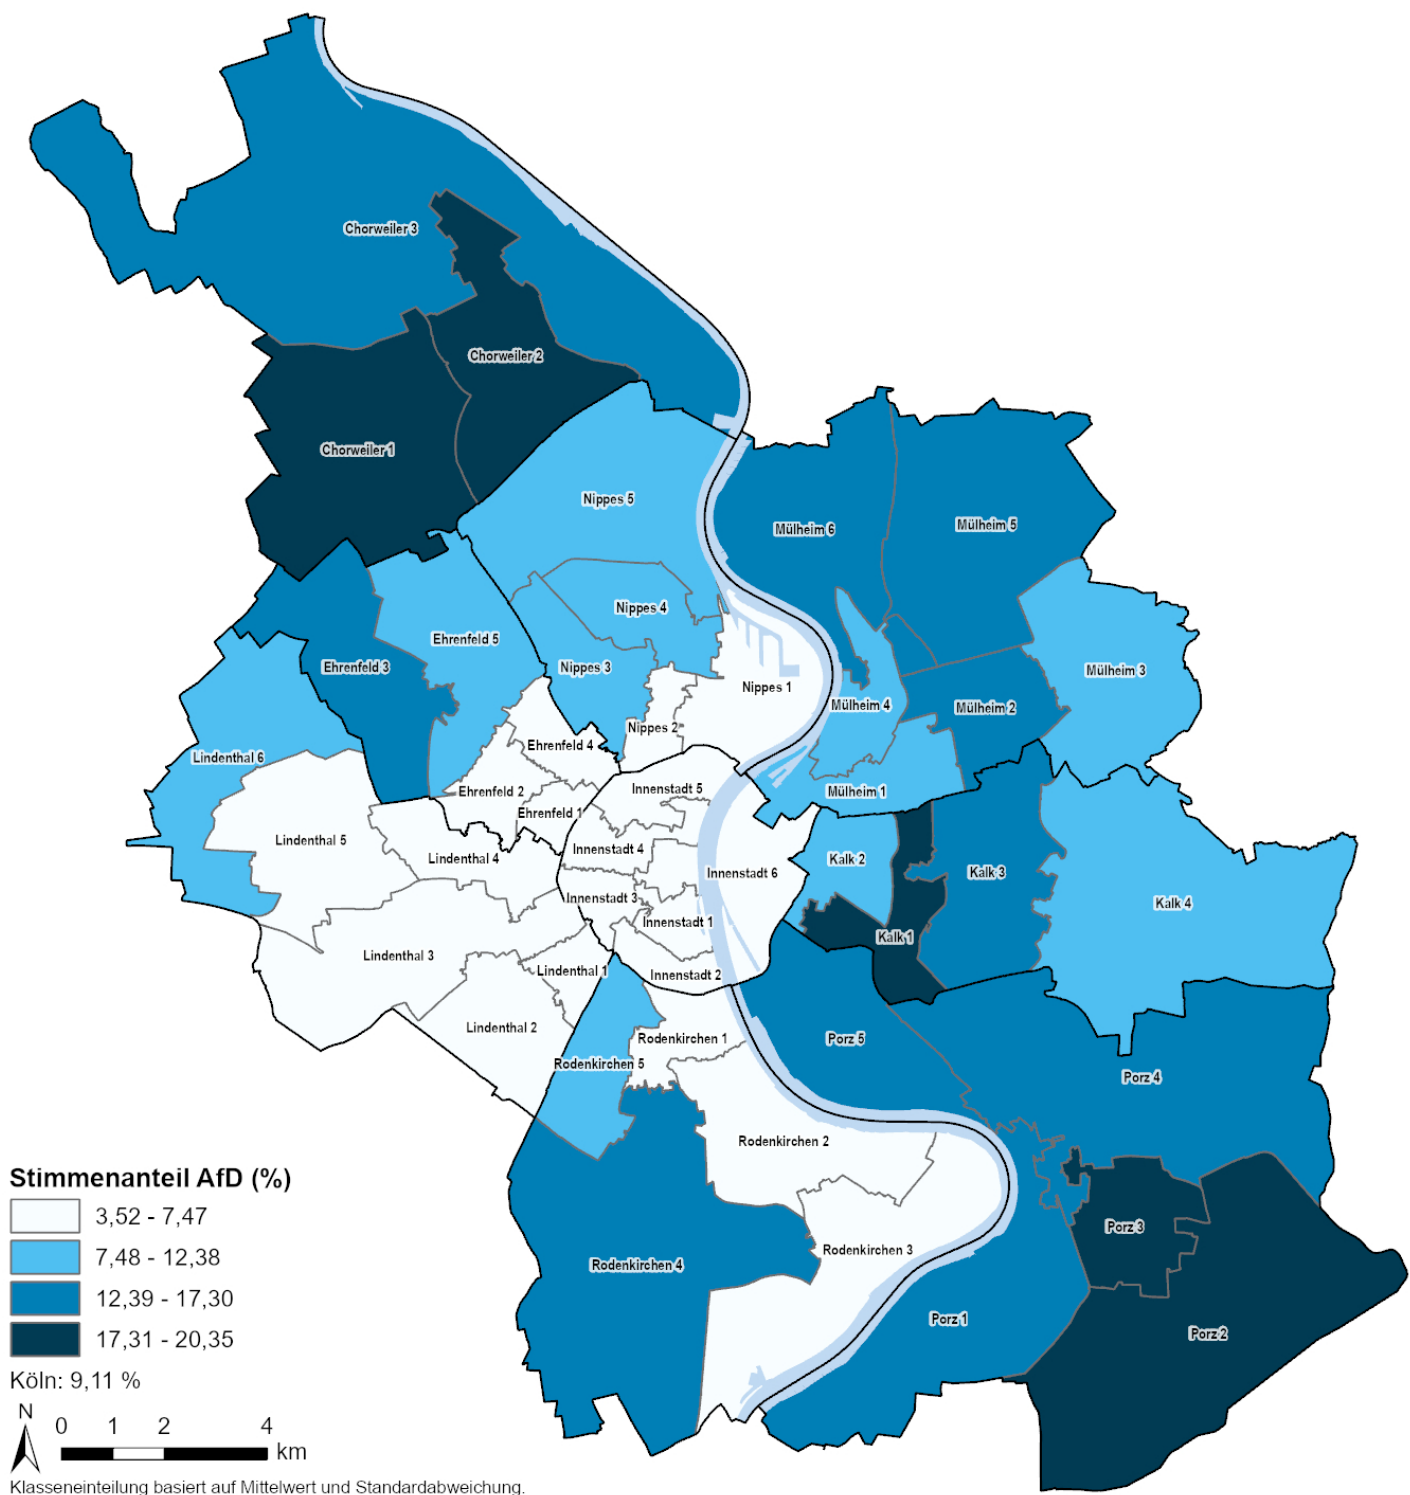 Chorweiler 3
Chorweiler 2
Chorweiler 1
Nippes 5
Mülheim 6
Mülheim 5
Nippes 4
Ehrenfeld 5
Ehrenfeld 3
Nippes 3
Mülheim 3
Nippes 1
Mülheim 4
Mülheim 2
Nippes 2
Ehrenfeld 4
Lindenthal 6
Innenstadt 5
Ehrenfeld 2
Mülheim 1
Ehrenfeld 1
Lindenthal 5
Innenstadt 4
Lindenthal 4
Kalk 2
Innenstadt 6
Kalk 3
Innenstadt 3
Kalk 4
Innenstadt 1
Kalk 1
Lindenthal 3
Lindenthal 1
Innenstadt 2
Lindenthal 2
Rodenkirchen 1
Porz 5
Rodenkirchen 5
Porz 4
Rodenkirchen 2
Porz 3
Rodenkirchen 3
Rodenkirchen 4
Porz 1
Porz 2
Stimmenanteil AfD (%)
3,52 - 7,47
7,48 - 12,38
12,39 - 17,30
17,31 - 20,35
Köln: 9,11 %
N
0 1 2 4
km
Klasseneinteilung basiert auf Mittelwert und Standardabweichung.